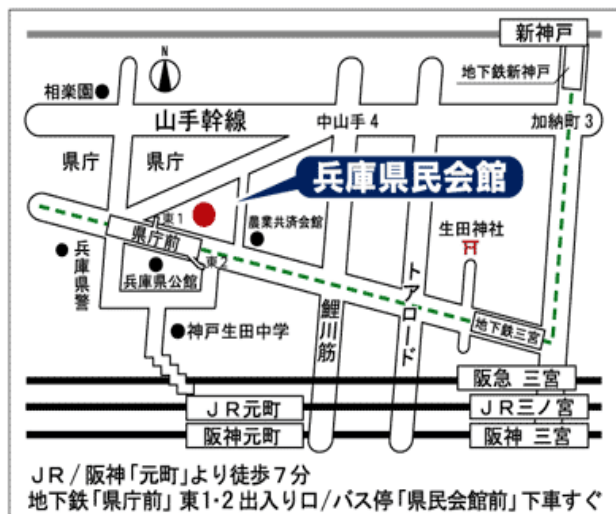 新神戸
地下鉄新神戸
N
相楽園
山手幹線
中山手4
加納町3
県庁
県庁
兵庫県民会館
東1
県庁前
農業共済会館
生田神社
兵庫県警
兵庫県公館
東2
トアロード
鯉川筋
神戸生田中学
地下鉄三宮
阪急 三宮
JR元町
JR三ノ宮
阪神元町
阪神 三宮
JR/阪神「元町」より徒歩7分
地下鉄「県庁前」東1・2出入り口/バス停「県民会館前」下車すぐ